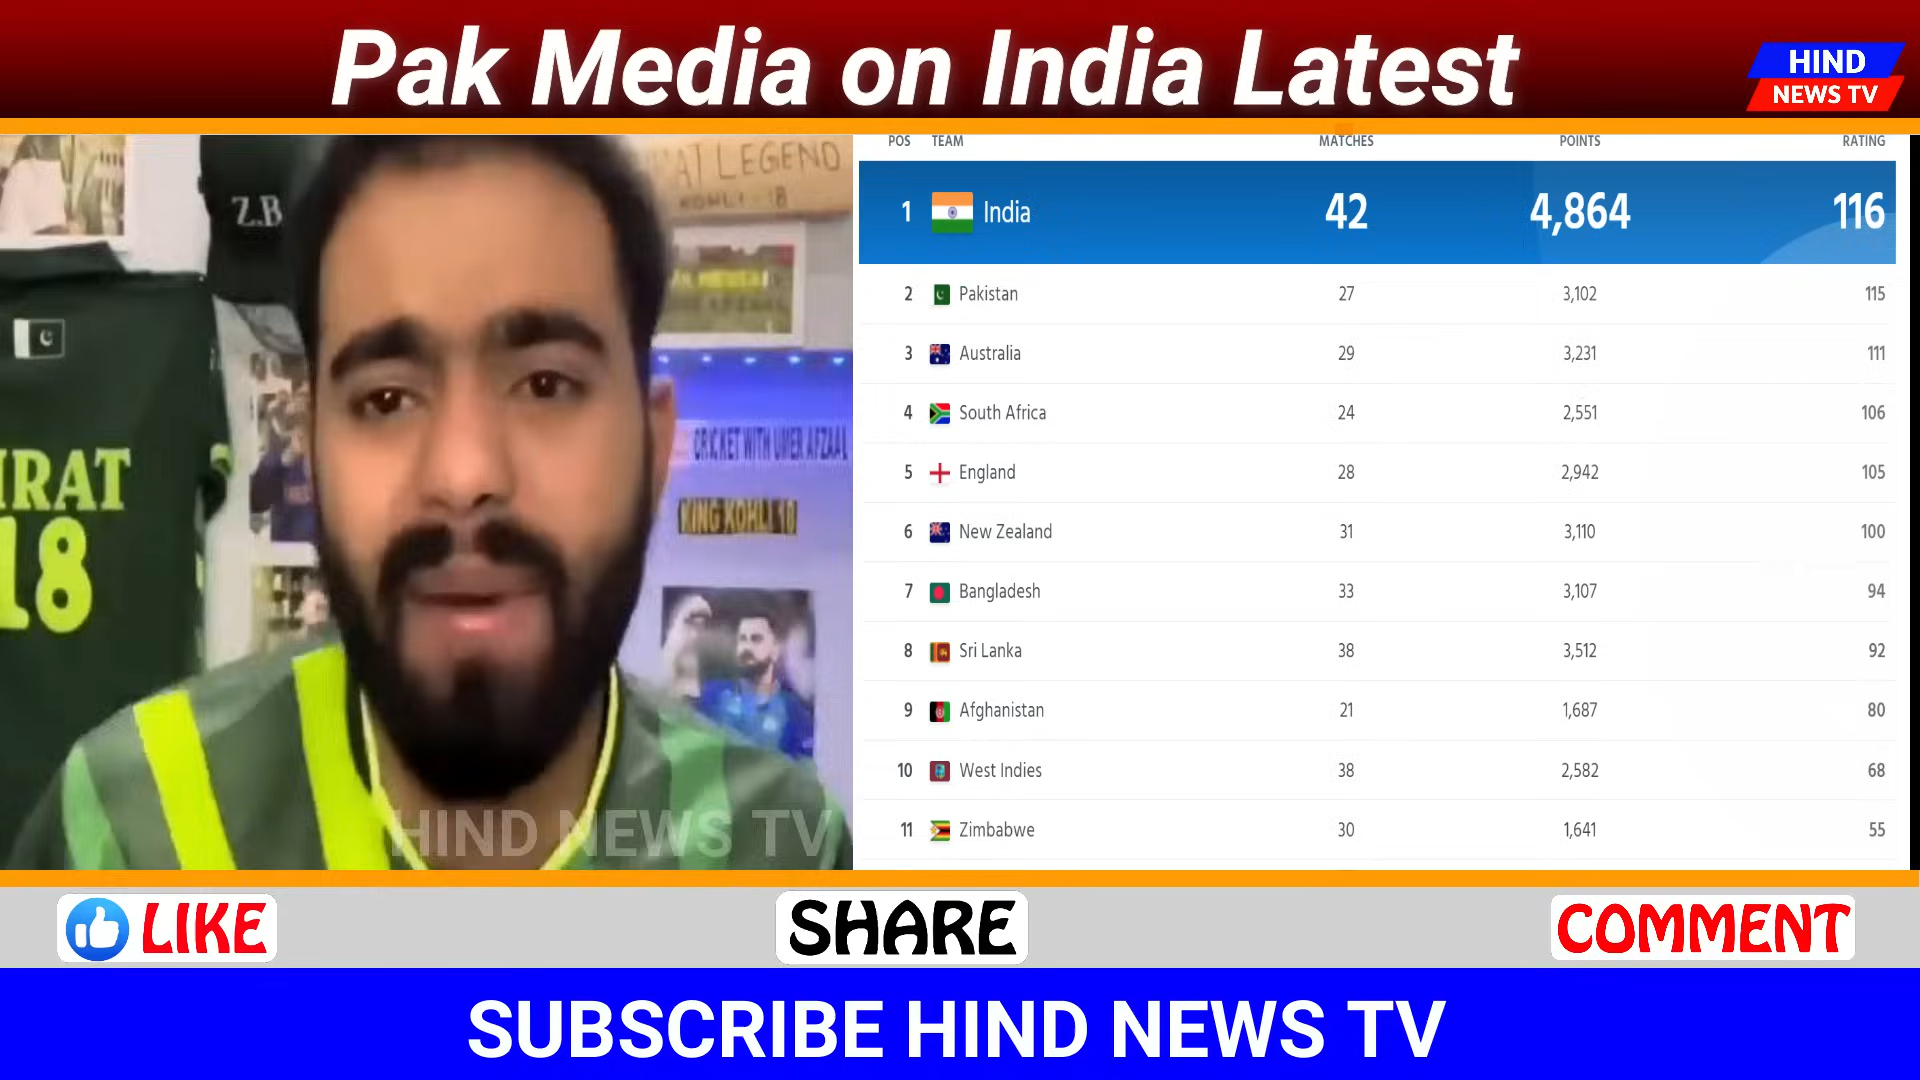 Pak Media on India Latest
HIND
NEWS TV
AT LEGEND
KOHLI - 18
Z.B
IRAT
18
CRICKET WITH UMER AFZAAL
KING KOHLI 18
HIND NEWS TV
POS TEAM MATCHES POINTS RATING
1 India 42 4,864 116
2 Pakistan 27 3,102 115
3 Australia 29 3,231 111
4 South Africa 24 2,551 106
5 England 28 2,942 105
6 New Zealand 31 3,110 100
7 Bangladesh 33 3,107 94
8 Sri Lanka 38 3,512 92
9 Afghanistan 21 1,687 80
10 West Indies 38 2,582 68
11 Zimbabwe 30 1,641 55
LIKE
SHARE
COMMENT
SUBSCRIBE HIND NEWS TV